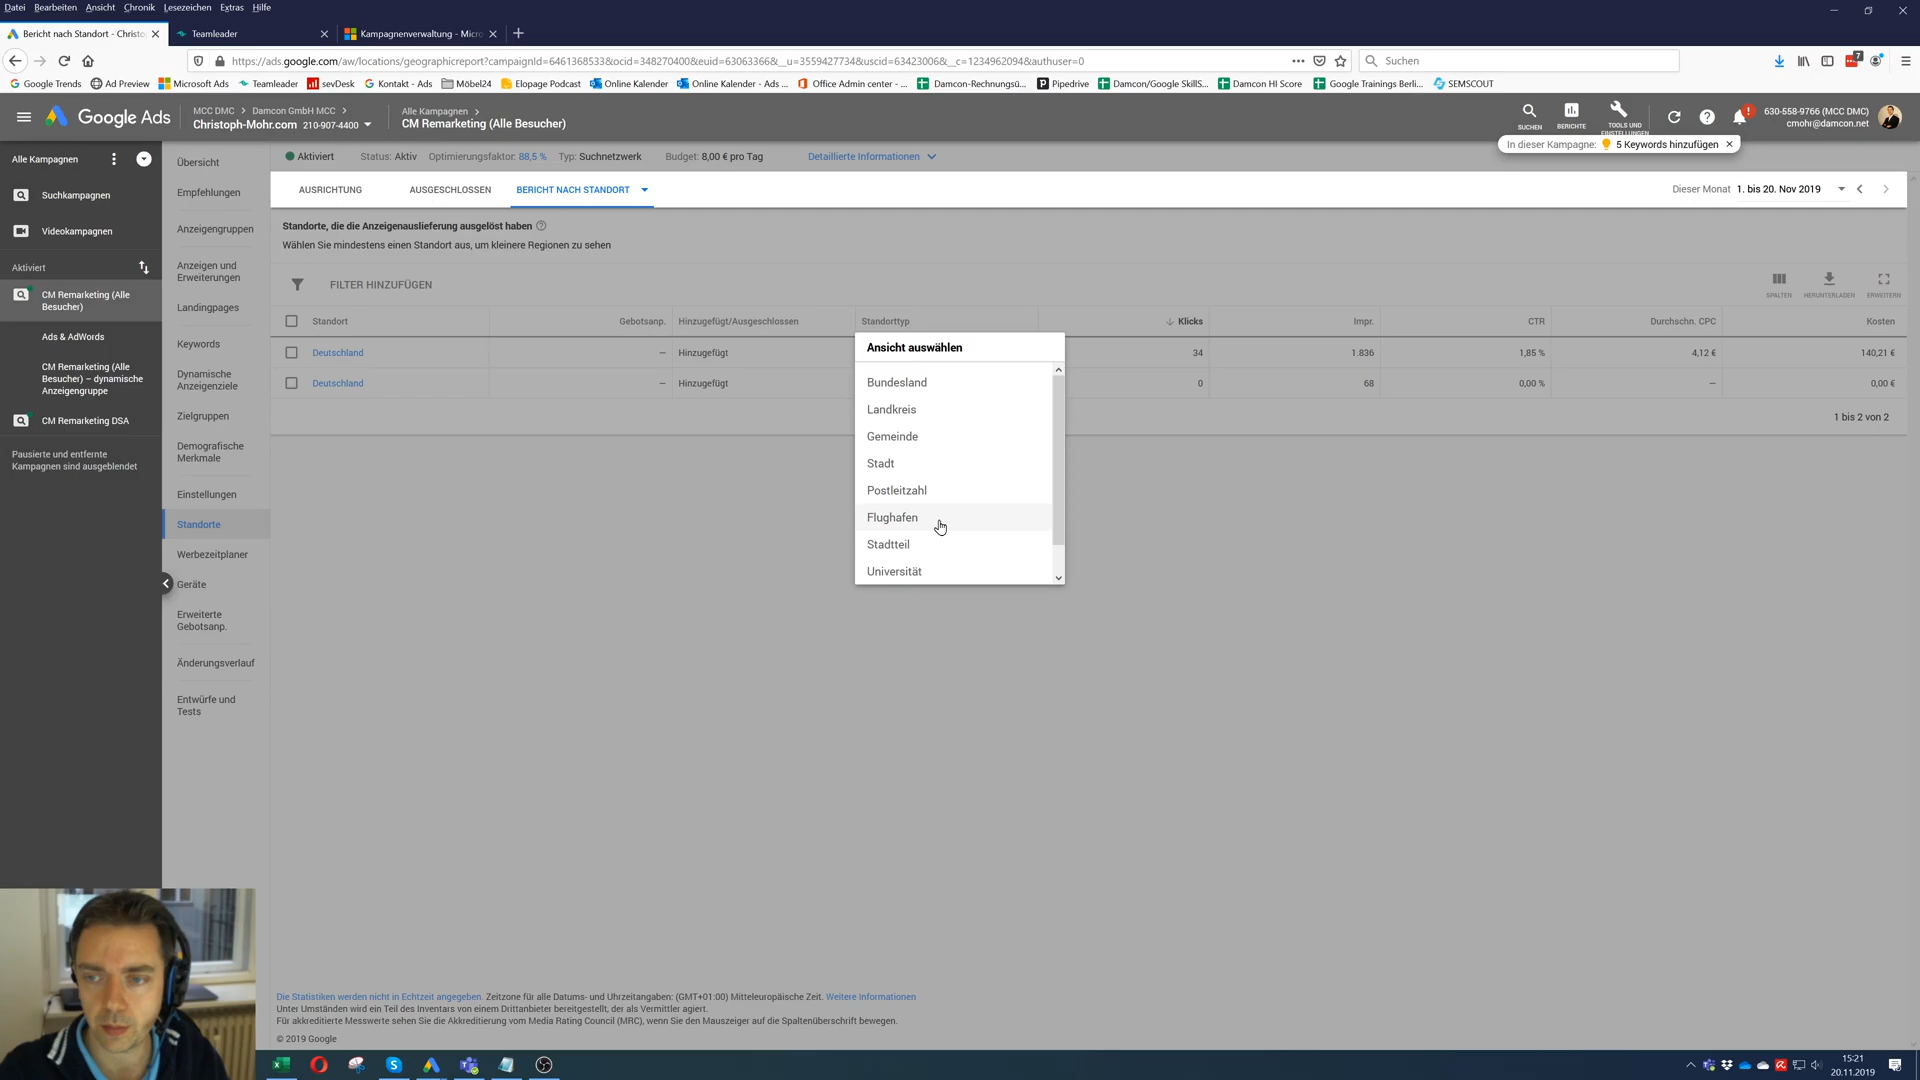 Datei Bearbeiten Ansicht Chronik Lesezeichen Extras Hilfe
Bericht nach Standort - Christo
Teamleader
Kampagnenverwaltung - Micro
https://ads.google.com/aw/locations/geographicreport?campaignId=6461368533&ocid=348270400&euid=63063366&__u=3559427734&uscid=63423006&__c=1234962094&authuser=0
Suchen
7
Google Trends
Ad Preview
Microsoft Ads
Teamleader
sevDesk
Kontakt - Ads
Möbel24
Elopage Podcast
Online Kalender
Online Kalender - Ads ...
Office Admin center - ...
Damcon-Rechnungsü...
Pipedrive
Damcon/Google SkillS...
Damcon HI Score
Google Trainings Berli...
SEMSCOUT
Google Ads
MCC DMC > Damcon GmbH MCC >
Christoph-Mohr.com 210-907-4400
Alle Kampagnen >
CM Remarketing (Alle Besucher)
SUCHEN
BERICHTE
TOOLS UND
EINSTELLUNGEN
630-558-9766 (MCC DMC)
cmohr@damcon.net
In dieser Kampagne: 5 Keywords hinzufügen
Alle Kampagnen
Suchkampagnen
Videokampagnen
Aktiviert
CM Remarketing (Alle
Besucher)
Ads & AdWords
CM Remarketing (Alle
Besucher) – dynamische
Anzeigengruppe
CM Remarketing DSA
Pausierte und entfernte
Kampagnen sind ausgeblendet
Übersicht
Empfehlungen
Anzeigengruppen
Anzeigen und
Erweiterungen
Landingpages
Keywords
Dynamische
Anzeigenziele
Zielgruppen
Demografische
Merkmale
Einstellungen
Standorte
Werbezeitplaner
Geräte
Erweiterte
Gebotsanp.
Änderungsverlauf
Entwürfe und
Tests
Aktiviert Status: Aktiv Optimierungsfaktor: 88,5 % Typ: Suchnetzwerk Budget: 8,00 € pro Tag Detaillierte Informationen
AUSRICHTUNG AUSGESCHLOSSEN BERICHT NACH STANDORT
Dieser Monat 1. bis 20. Nov 2019
Standorte, die die Anzeigenauslieferung ausgelöst haben
Wählen Sie mindestens einen Standort aus, um kleinere Regionen zu sehen
FILTER HINZUFÜGEN
SPALTEN HERUNTERLADEN ERWEITERN
Standort Gebotsanp. Hinzugefügt/Ausgeschlossen Standorttyp Klicks Impr. CTR Durchschn. CPC Kosten
Deutschland – Hinzugefügt 34 1.836 1,85 % 4,12 € 140,21 €
Deutschland – Hinzugefügt 0 68 0,00 % – 0,00 €
1 bis 2 von 2
Ansicht auswählen
Bundesland
Landkreis
Gemeinde
Stadt
Postleitzahl
Flughafen
Stadtteil
Universität
Die Statistiken werden nicht in Echtzeit angegeben. Zeitzone für alle Datums- und Uhrzeitangaben: (GMT+01:00) Mitteleuropäische Zeit. Weitere Informationen
Unter Umständen wird ein Teil des Inventars von einem Drittanbieter bereitgestellt, der als Vermittler agiert.
Für akkreditierte Messwerte sehen Sie die Akkreditierung vom Media Rating Council (MRC), wenn Sie den Mauszeiger auf die Spaltenüberschrift bewegen.
© 2019 Google
15:21
20.11.2019